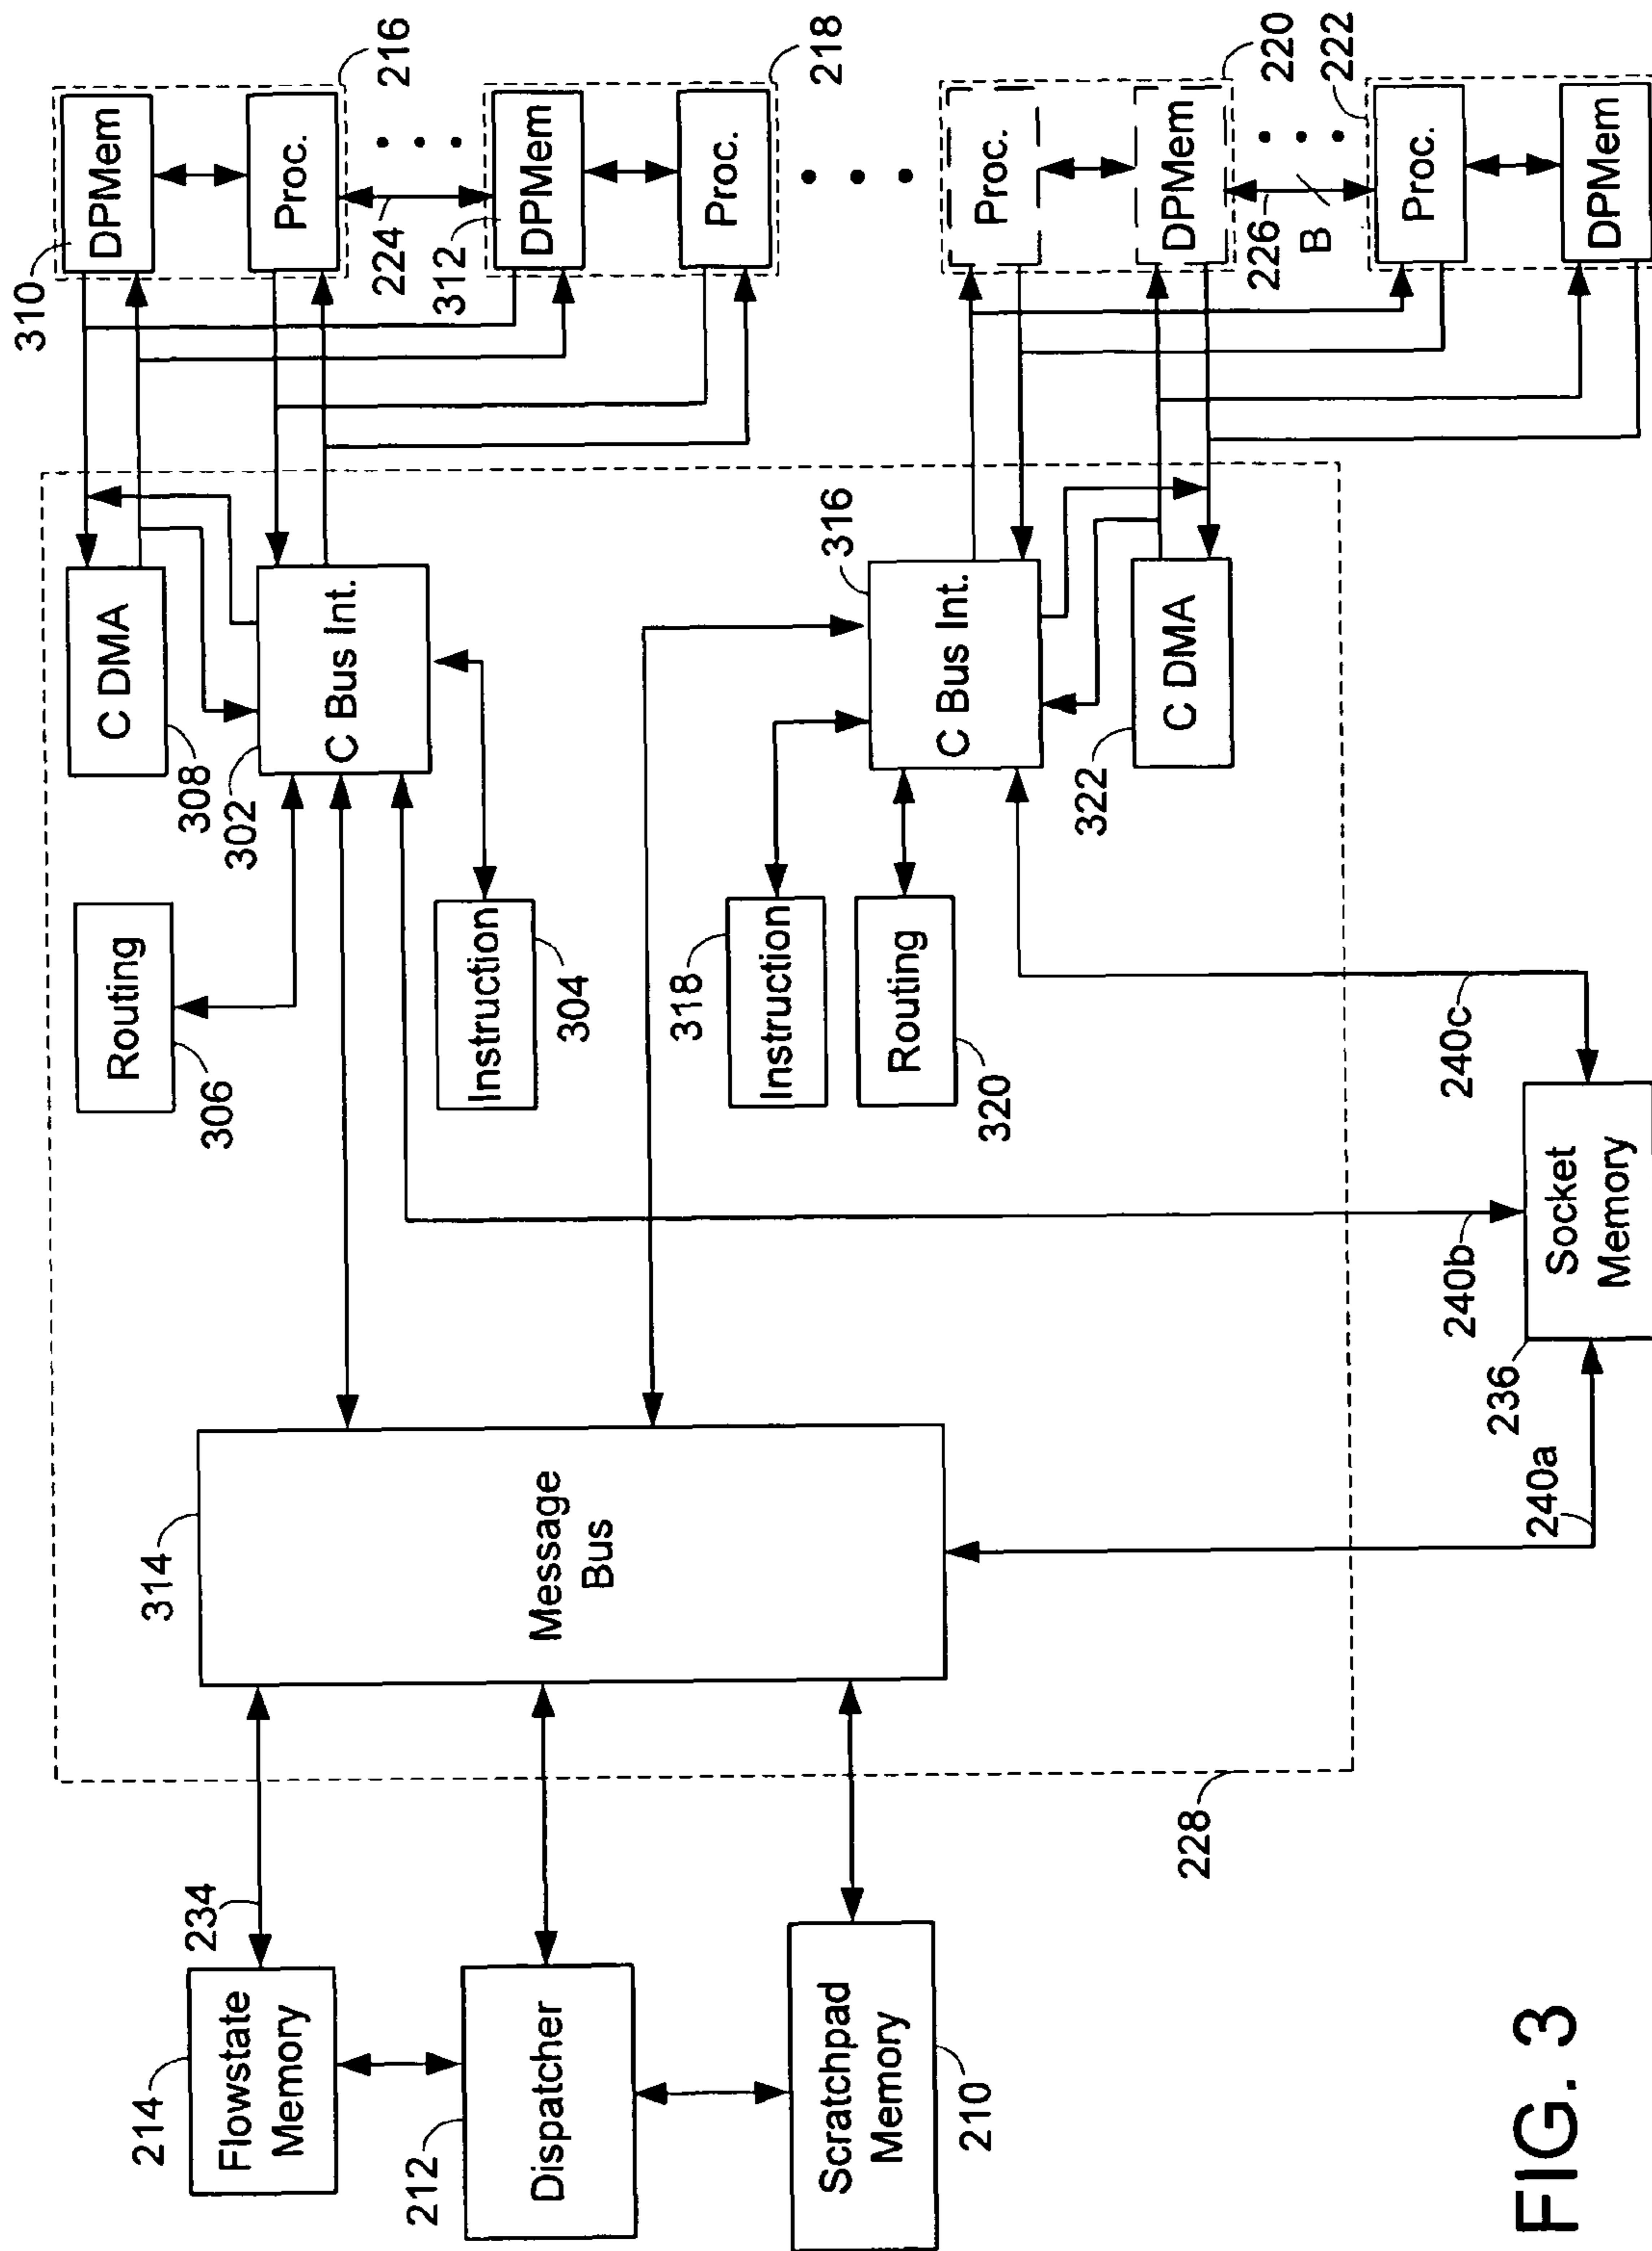 310
DPMem
216
Proc.
224
312
DPMem
218
Proc.
Proc.
DPMem
220
226
B
222
Proc.
DPMem
C DMA
308
C Bus Int.
302
316
C Bus Int.
C DMA
322
Routing
306
Instruction
304
318
Instruction
Routing
320
240c
240b
Socket
Memory
236
240a
314
Message
Bus
228
234
214
Flowstate
Memory
212
Dispatcher
Scratchpad
Memory
210
FIG. 3